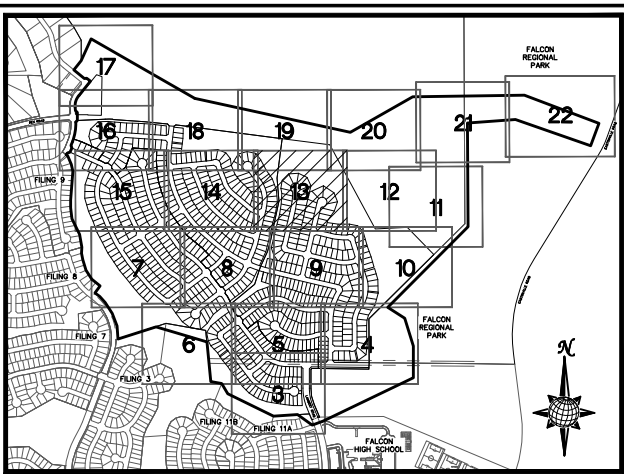 FALCON
REGIONAL
PARK
17
22
21
16
18
19
20
FILING 9
15
14
13
12
11
FILING 8
7
8
9
10
FALCON
REGIONAL
PARK
FILING 7
6
5
4
FILING 3
3
FILING 11B
FILING 11A
FALCON
HIGH SCHOOL
N